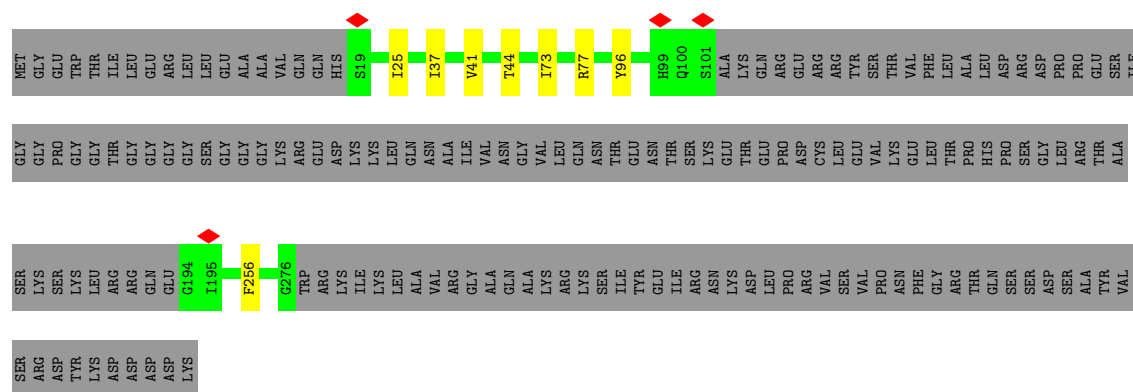 MET GLY GLU TRP THR ILE LEU GLU ARG LEU LEU GLU ALA ALA VAL GLN GLN HIS S19 I25 I37 V41 T44 I73 R77 Y96 H99 Q100 S101 ALA LYS GLN ARG GLU ARG ARG TYR SER THR VAL PHE LEU ALA LEU ASP ARG ASP PRO PRO GLU SER ILE
GLY GLY PRO GLY GLY THR GLY GLY GLY GLY SER GLY GLY GLY LYS ARG GLU ASP LYS LYS LEU GLN ASN ALA ILE VAL ASN GLY VAL LEU GLN ASN THR GLU ASN THR SER LYS GLU THR GLU PRO ASP CYS LEU GLU VAL LYS GLU LEU THR PRO HIS PRO SER GLY LEU ARG THR ALA
SER LYS SER LYS LEU ARG ARG GLN GLU G194 I195 F256 G276 TRP ARG LYS ILE LYS LEU ALA VAL ARG GLY ALA GLN ALA LYS ARG LYS SER ILE TYR GLU ILE ARG ASN LYS ASP LEU PRO ARG VAL SER VAL PRO ASN PHE GLY ARG THR GLN SER SER ASP SER ALA TYR VAL
SER ARG ASP TYR LYS ASP ASP ASP ASP LYS